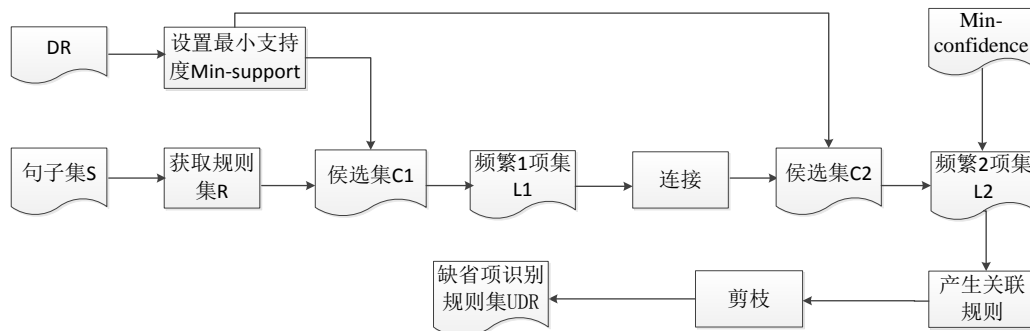 DR
设置最小支持
度Min-support
Min-
confidence
句子集S
获取规则
集R
侯选集C1
频繁1项集
L1
连接
侯选集C2
频繁2项集
L2
缺省项识别
规则集UDR
剪枝
产生关联
规则